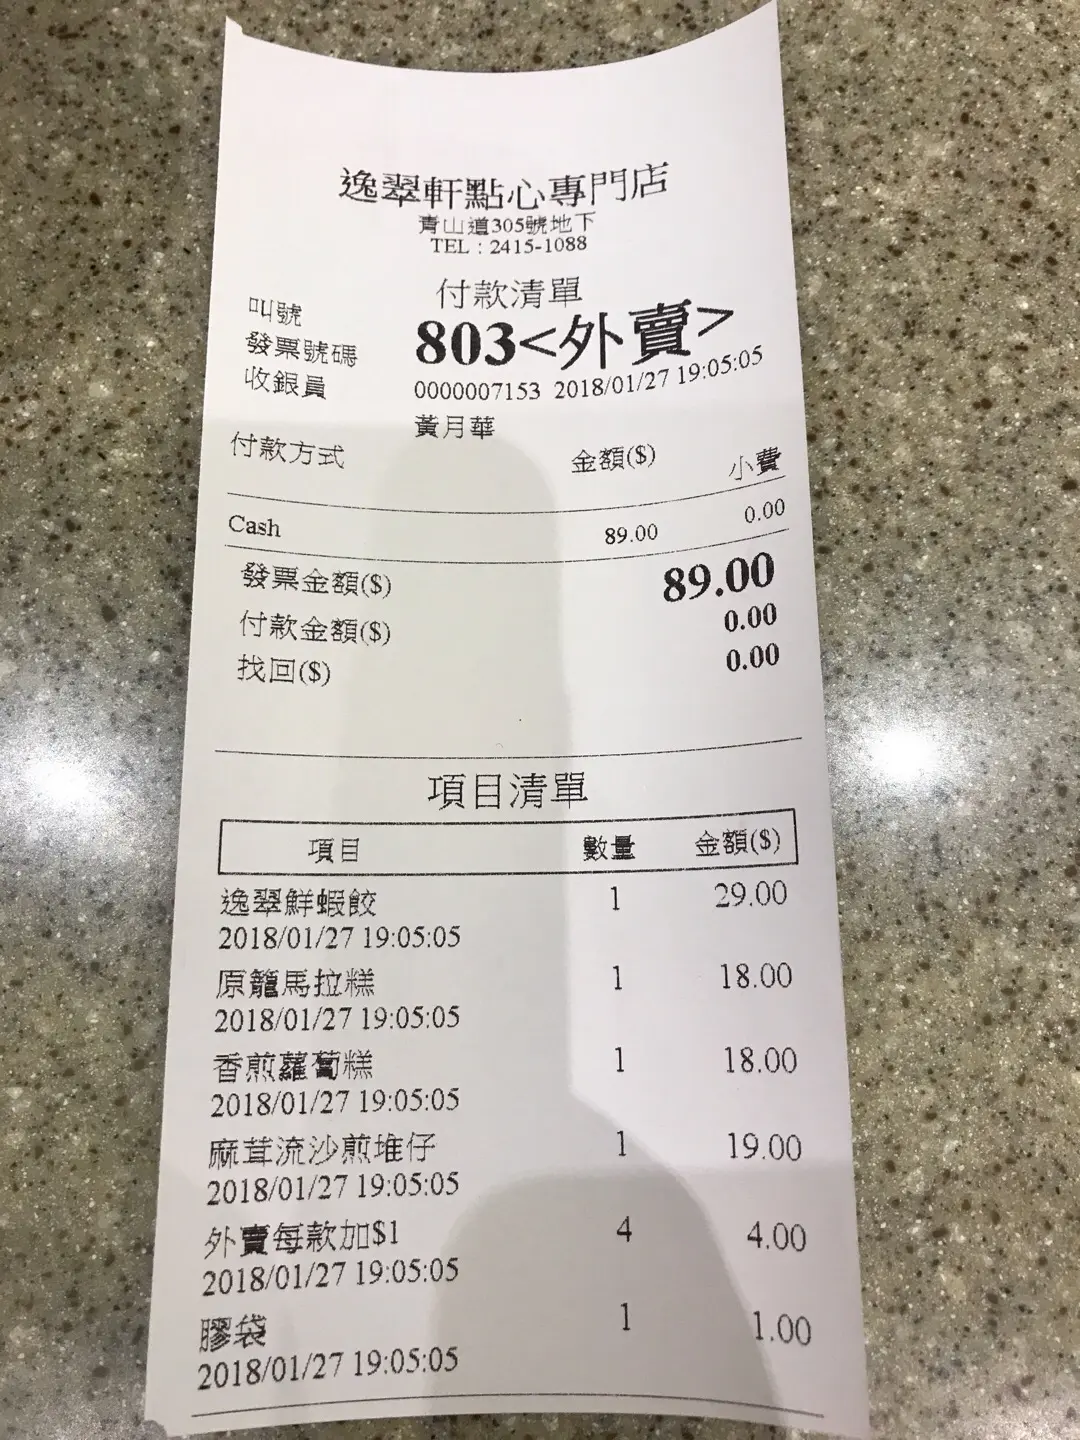 逸翠軒點心專門店
青山道305號地下
TEL : 2415-1088
付款清單
叫號 803<外賣>
發票號碼 0000007153 2018/01/27 19:05:05
收銀員 黃月華
付款方式 金額($) 小費
Cash 89.00 0.00
發票金額($) 89.00
付款金額($) 0.00
找回($) 0.00
項目清單
項目 數量 金額($)
逸翠鮮蝦餃 1 29.00
2018/01/27 19:05:05
原籠馬拉糕 1 18.00
2018/01/27 19:05:05
香煎蘿蔔糕 1 18.00
2018/01/27 19:05:05
麻茸流沙煎堆仔 1 19.00
2018/01/27 19:05:05
外賣每款加$1 4 4.00
2018/01/27 19:05:05
膠袋 1 1.00
2018/01/27 19:05:05